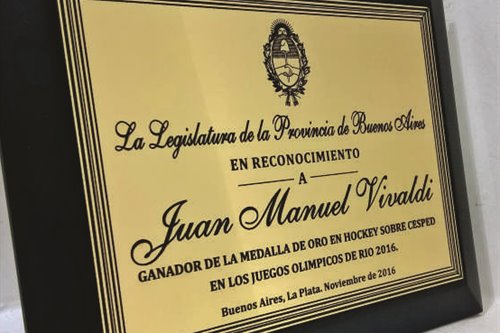 La Legislatura de la Provincia de Buenos Aires
EN RECONOCIMIENTO
A
Juan Manuel Vivaldi
GANADOR DE LA MEDALLA DE ORO EN HOCKEY SOBRE CESPED
EN LOS JUEGOS OLIMPICOS DE RIO 2016.
Buenos Aires, La Plata. Noviembre de 2016